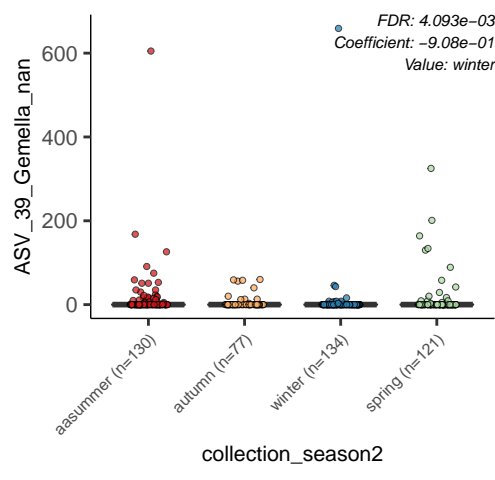 FDR: 4.093e−03
Coefficient: −9.08e−01
Value: winter
ASV_39_Gemella_nan
600
400
200
0
aasummer (n=130)
autumn (n=77)
winter (n=134)
spring (n=121)
collection_season2